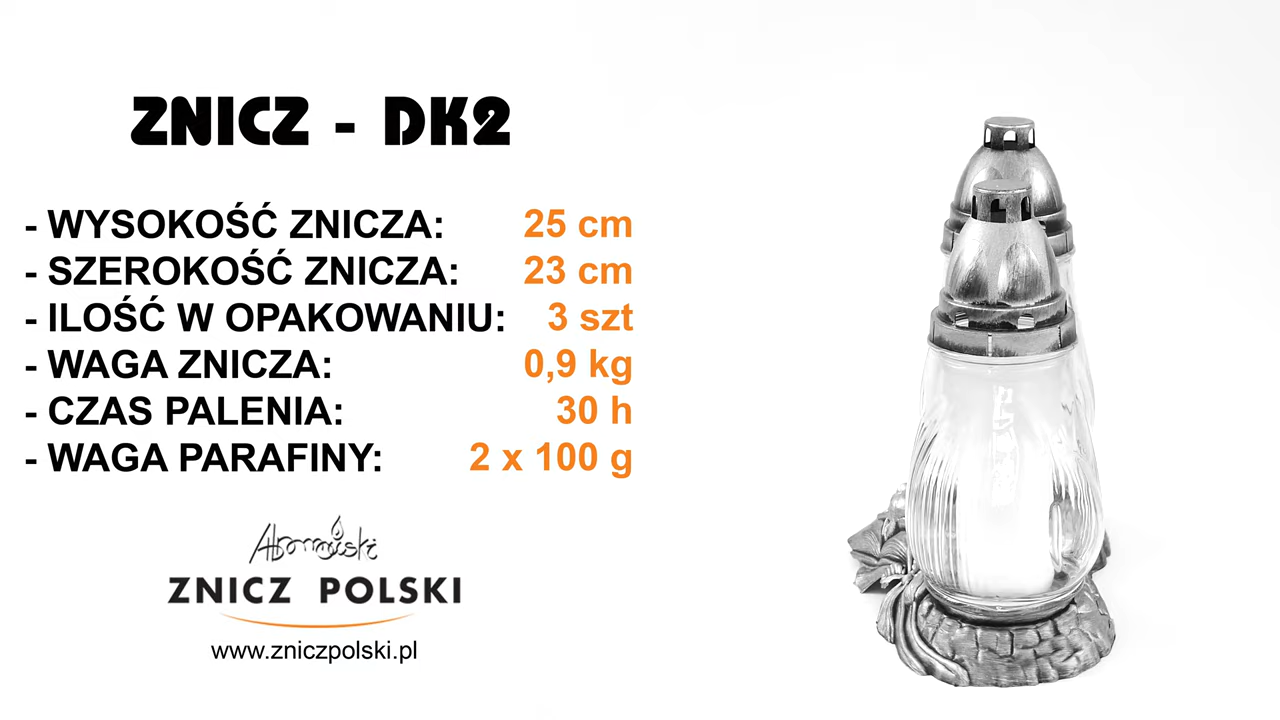 ZNICZ - DK2
- WYSOKOŚĆ ZNICZA: 25 cm
- SZEROKOŚĆ ZNICZA: 23 cm
- ILOŚĆ W OPAKOWANIU: 3 szt
- WAGA ZNICZA: 0,9 kg
- CZAS PALENIA: 30 h
- WAGA PARAFINY: 2 x 100 g
ZNICZ POLSKI
www.zniczpolski.pl